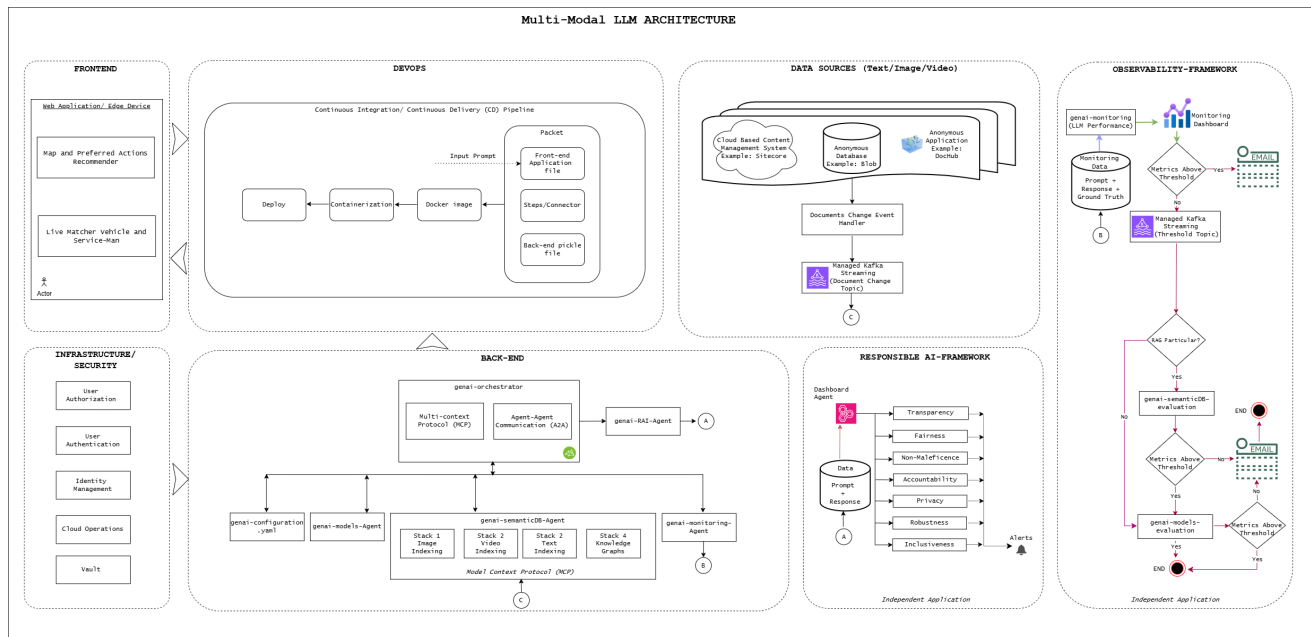 Multi-Modal LLM ARCHITECTURE
FRONTEND
Web Application/ Edge Device
Map and Preferred Actions
Recommender
Live Matcher Vehicle and
Service-Man
Actor
DEVOPS
Continuous Integration/ Continuous Delivery (CD) Pipeline
Packet
Input Prompt
Front-end
Application
file
Deploy
Containerization
Docker image
Steps/Connector
Back-end pickle
file
DATA SOURCES (Text/Image/Video)
Cloud Based Content
Management System
Example: Sitecore
Anonymous
Database
Example: Blob
Anonymous
Application
Example:
DocHub
Documents Change Event
Handler
Managed Kafka
Streaming
(Document Change
Topic)
C
OBSERVABILITY-FRAMEWORK
genai-monitoring
(LLM Performance)
Monitoring
Dashboard
Monitoring
Data
Prompt +
Response +
Ground Truth
B
Metrics Above
Threshold
Yes
EMAIL
No
Managed Kafka
Streaming
(Threshold Topic)
RAG Particular?
Yes
No
genai-semanticDB-
evaluation
END
Metrics Above
Threshold
No
EMAIL
Yes
No
genai-models-
evaluation
Metrics Above
Threshold
Yes
Yes
END
Independent Application
INFRASTRUCTURE/
SECURITY
User
Authorization
User
Authentication
Identity
Management
Cloud Operations
Vault
BACK-END
genai-orchestrator
Multi-context
Protocol (MCP)
Agent-Agent
Communication (A2A)
genai-RAI-Agent
A
genai-configuration
.yaml
genai-models-Agent
genai-semanticDB-Agent
Stack 1
Image
Indexing
Stack 2
Video
Indexing
Stack 2
Text
Indexing
Stack 4
Knowledge
Graphs
Model Context Protocol (MCP)
genai-monitoring-
Agent
B
C
RESPONSIBLE AI-FRAMEWORK
Dashboard
Agent
Data
Prompt
+
Response
A
Transparency
Fairness
Non-Maleficence
Accountability
Privacy
Robustness
Inclusiveness
Alerts
Independent Application